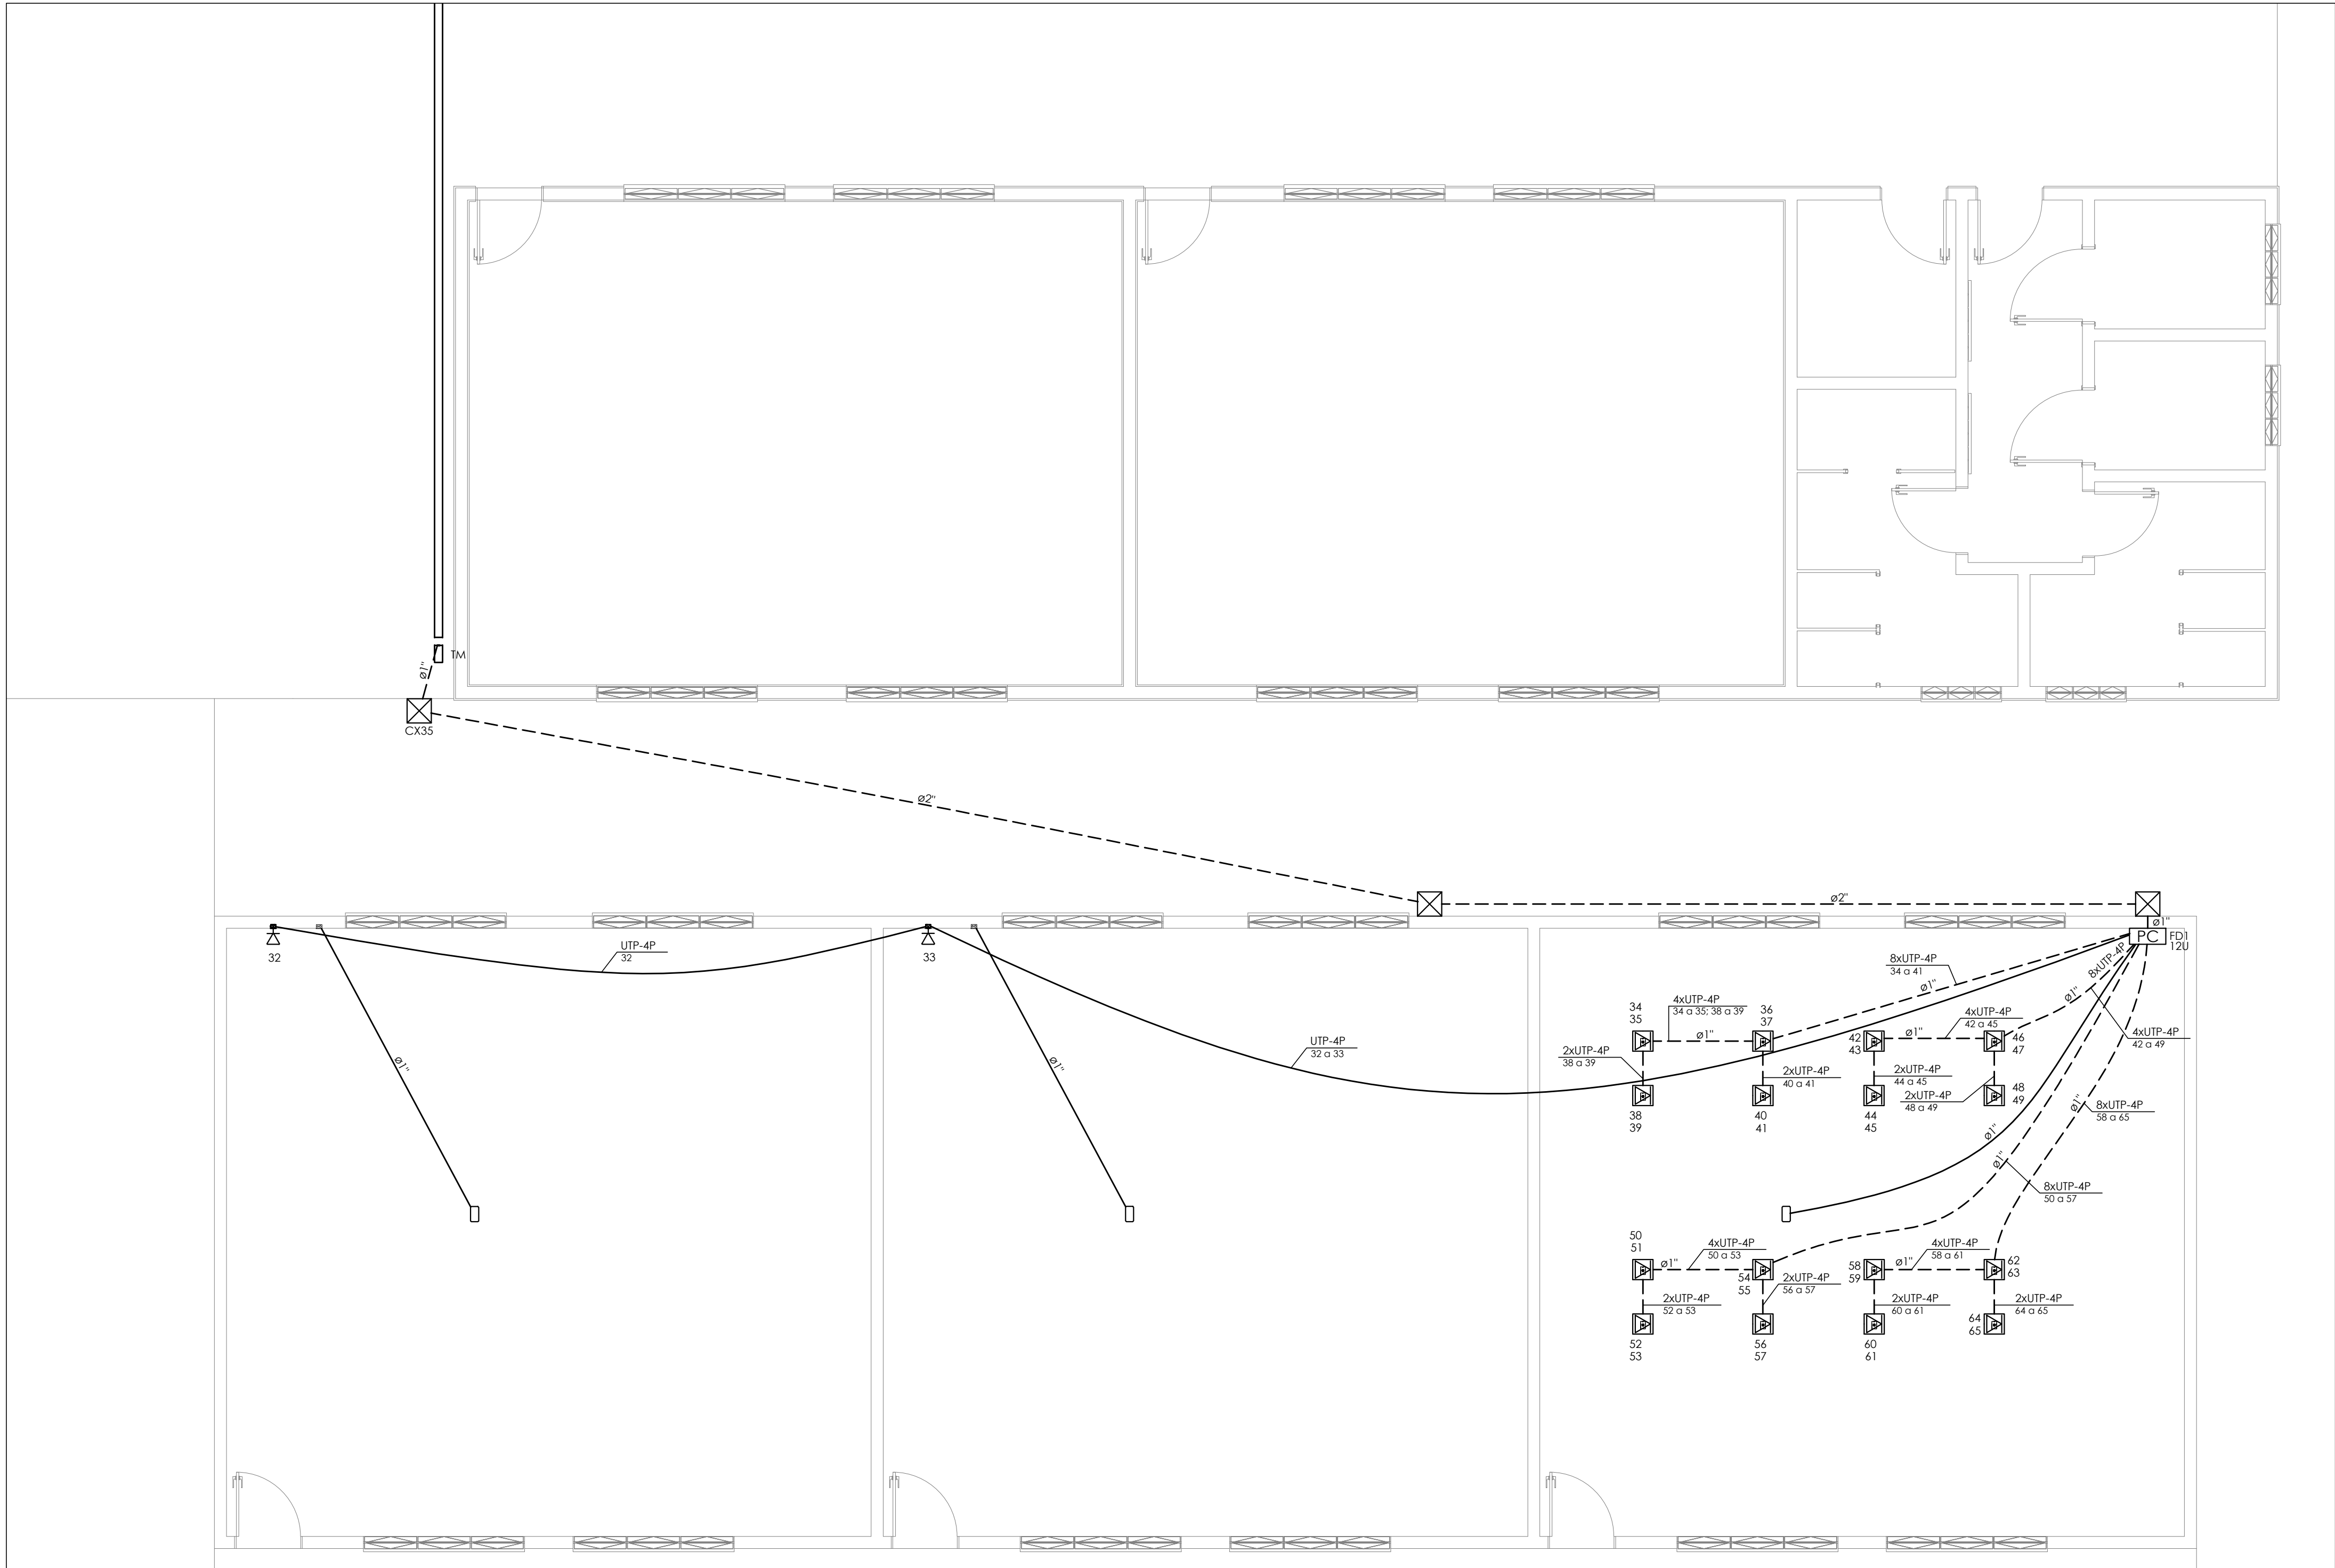 TM
ø1"
CX35
ø2"
ø2"
ø1"
PC
FD1
12U
UTP-4P
32
32
33
ø1"
ø1"
UTP-4P
32 a 33
8xUTP-4P
34 a 41
ø1"
8xUTP-4P
ø1"
34
35
4xUTP-4P
34 a 35; 38 a 39
ø1"
36
37
2xUTP-4P
38 a 39
38
39
2xUTP-4P
40 a 41
40
41
4xUTP-4P
42 a 45
ø1"
42
43
46
47
4xUTP-4P
42 a 49
2xUTP-4P
44 a 45
2xUTP-4P
48 a 49
48
49
44
45
ø1"
8xUTP-4P
58 a 65
ø1"
ø1"
8xUTP-4P
50 a 57
50
51
4xUTP-4P
50 a 53
ø1"
54
55
2xUTP-4P
56 a 57
2xUTP-4P
52 a 53
52
53
56
57
4xUTP-4P
58 a 61
ø1"
58
59
62
63
2xUTP-4P
60 a 61
2xUTP-4P
64 a 65
64
65
60
61